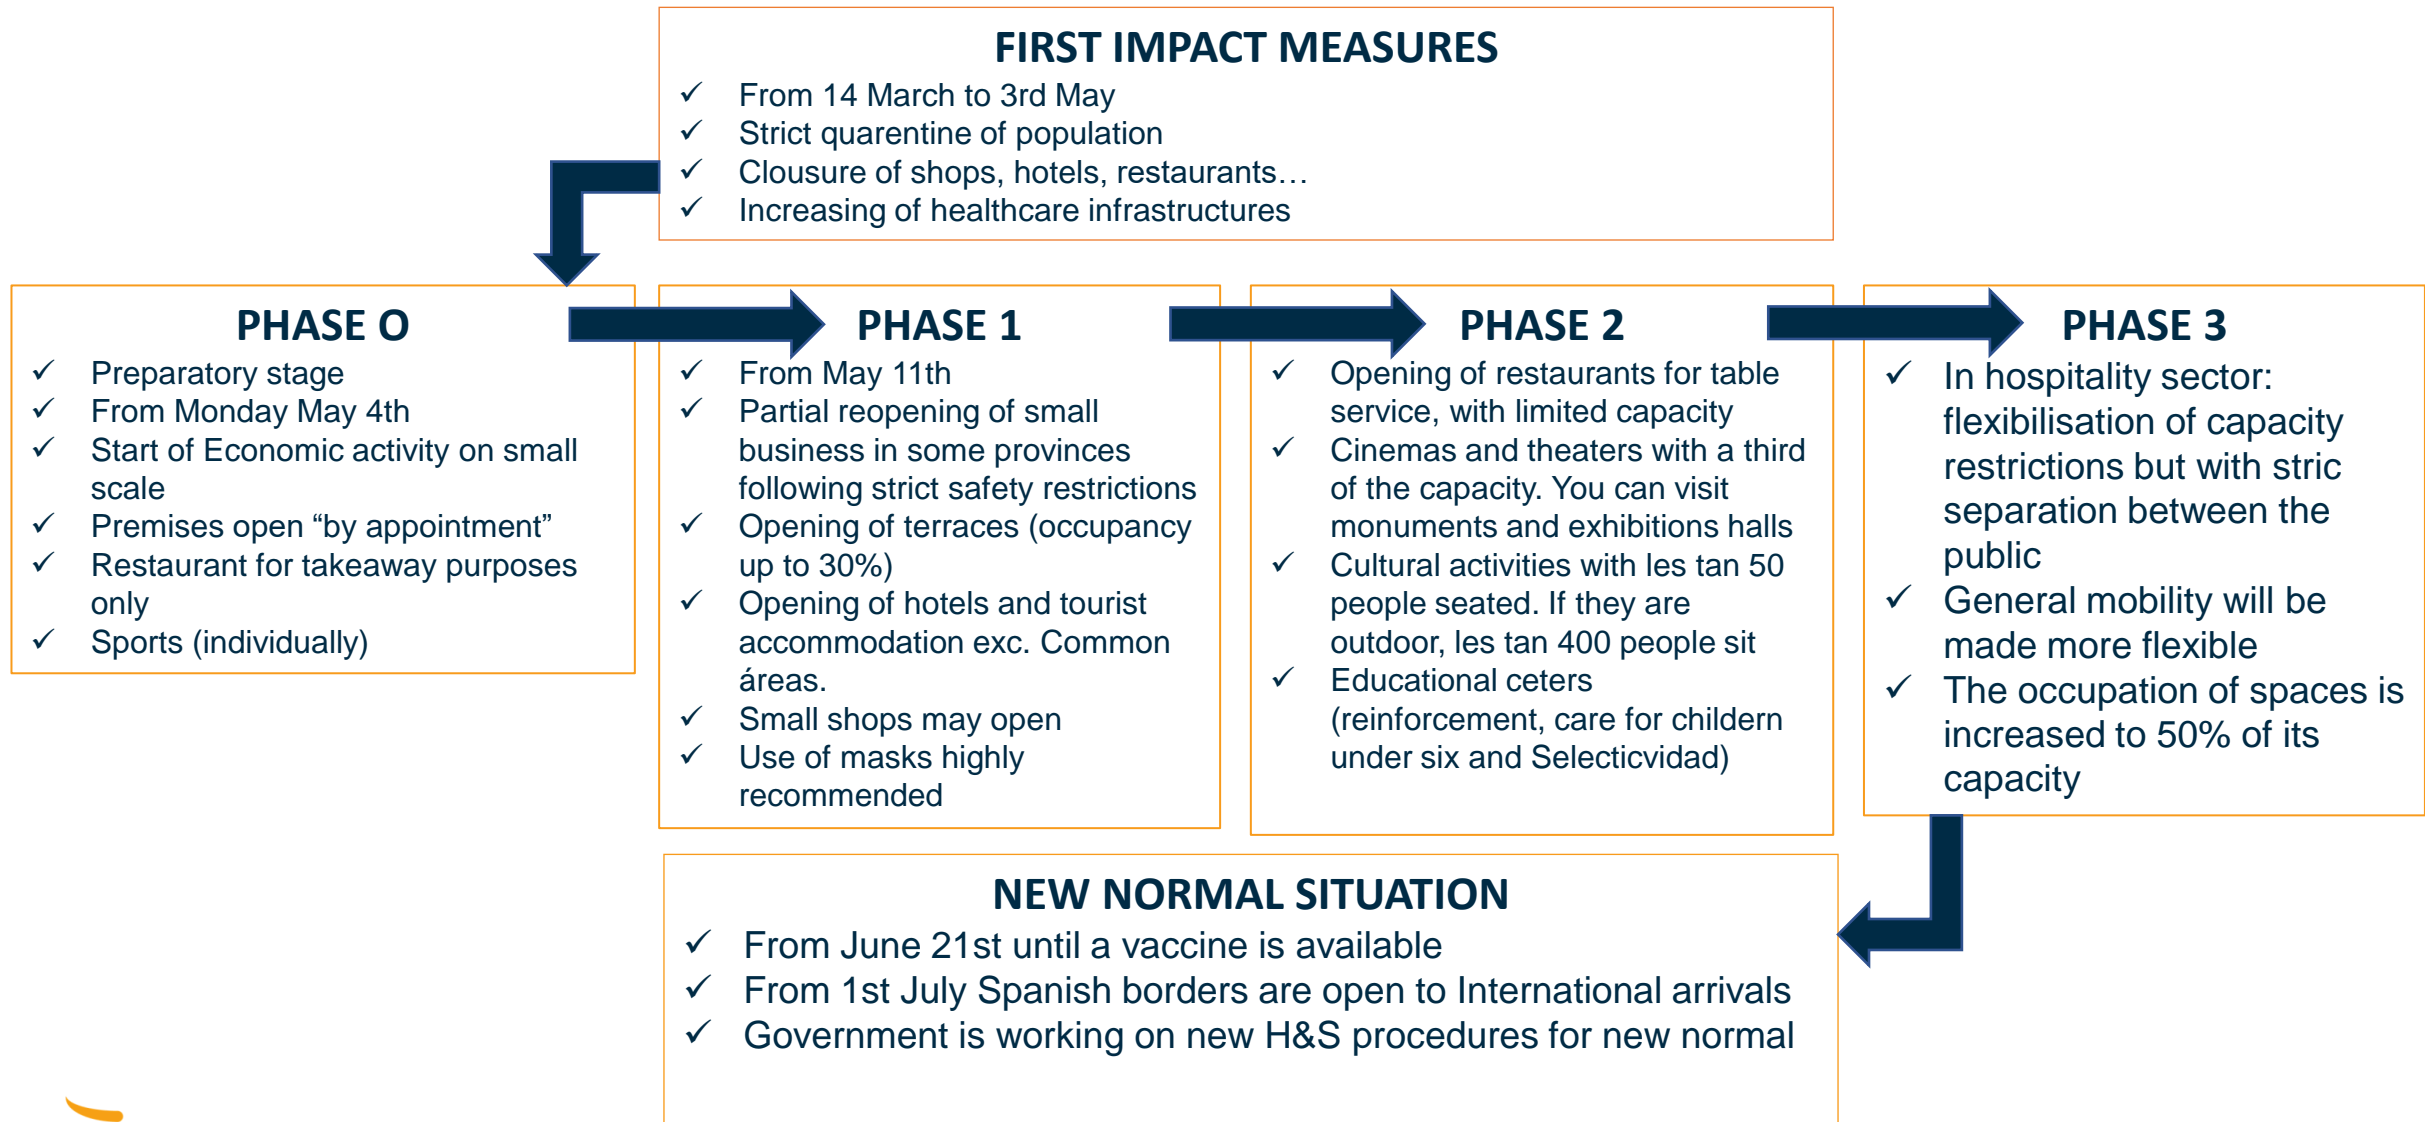 FIRST IMPACT MEASURES
✓ From 14 March to 3rd May
✓ Strict quarentine of population
✓ Clousure of shops, hotels, restaurants…
✓ Increasing of healthcare infrastructures
PHASE O
✓ Preparatory stage
✓ From Monday May 4th
✓ Start of Economic activity on small
scale
✓ Premises open “by appointment”
✓ Restaurant for takeaway purposes
only
✓ Sports (individually)
PHASE 1
✓ From May 11th
✓ Partial reopening of small
business in some provinces
following strict safety restrictions
✓ Opening of terraces (occupancy
up to 30%)
✓ Opening of hotels and tourist
accommodation exc. Common
áreas.
✓ Small shops may open
✓ Use of masks highly
recommended
PHASE 2
✓ Opening of restaurants for table
service, with limited capacity
✓ Cinemas and theaters with a third
of the capacity. You can visit
monuments and exhibitions halls
✓ Cultural activities with les tan 50
people seated. If they are
outdoor, les tan 400 people sit
✓ Educational ceters
(reinforcement, care for childern
under six and Selecticvidad)
PHASE 3
✓ In hospitality sector:
flexibilisation of capacity
restrictions but with stric
separation between the
public
✓ General mobility will be
made more flexible
✓ The occupation of spaces is
increased to 50% of its
capacity
NEW NORMAL SITUATION
✓ From June 21st until a vaccine is available
✓ From 1st July Spanish borders are open to International arrivals
✓ Government is working on new H&S procedures for new normal